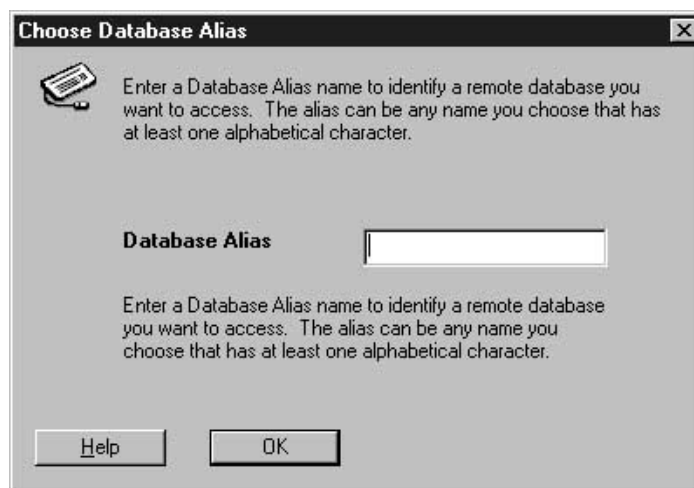 Choose Database Alias
Enter a Database Alias name to identify a remote database you
want to access.  The alias can be any name you choose that has
at least one alphabetical character.
Database Alias
Enter a Database Alias name to identify a remote database
you want to access.  The alias can be any name you
choose that has at least one alphabetical character.
Help
OK